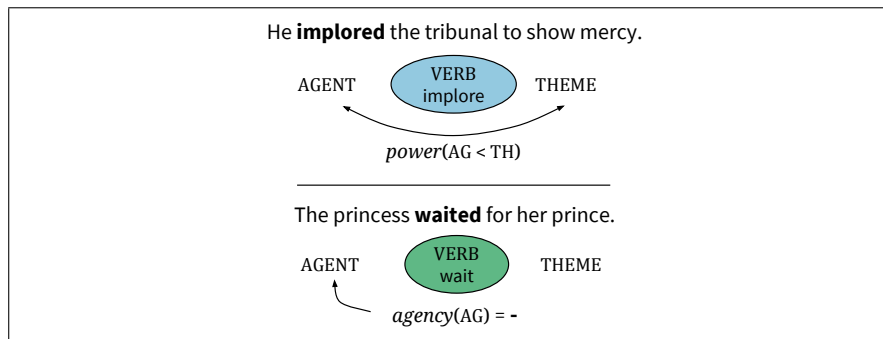 He implored the tribunal to show mercy.
AGENT VERB THEME
implore
power(AG < TH)
The princess waited for her prince.
AGENT VERB THEME
wait
agency(AG) = -